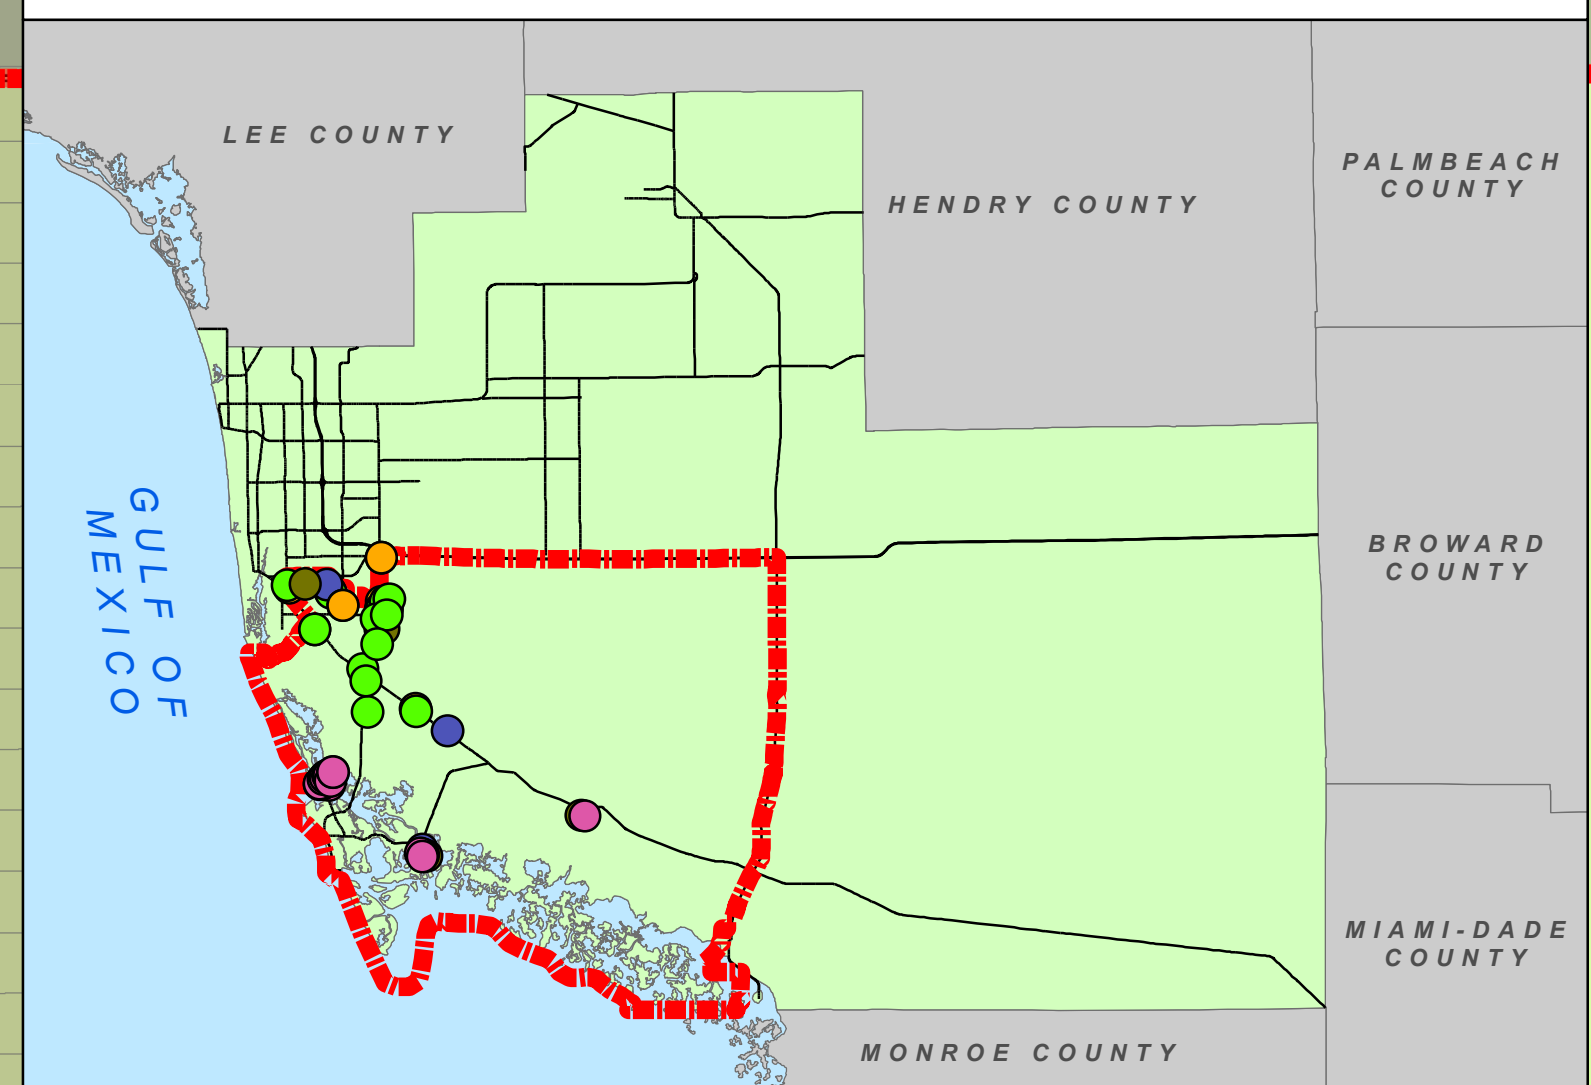 LEE COUNTY
PALMBEACH
COUNTY
HENDRY COUNTY
GULF OF
MEXICO
BROWARD
COUNTY
MIAMI-DADE
COUNTY
MONROE COUNTY